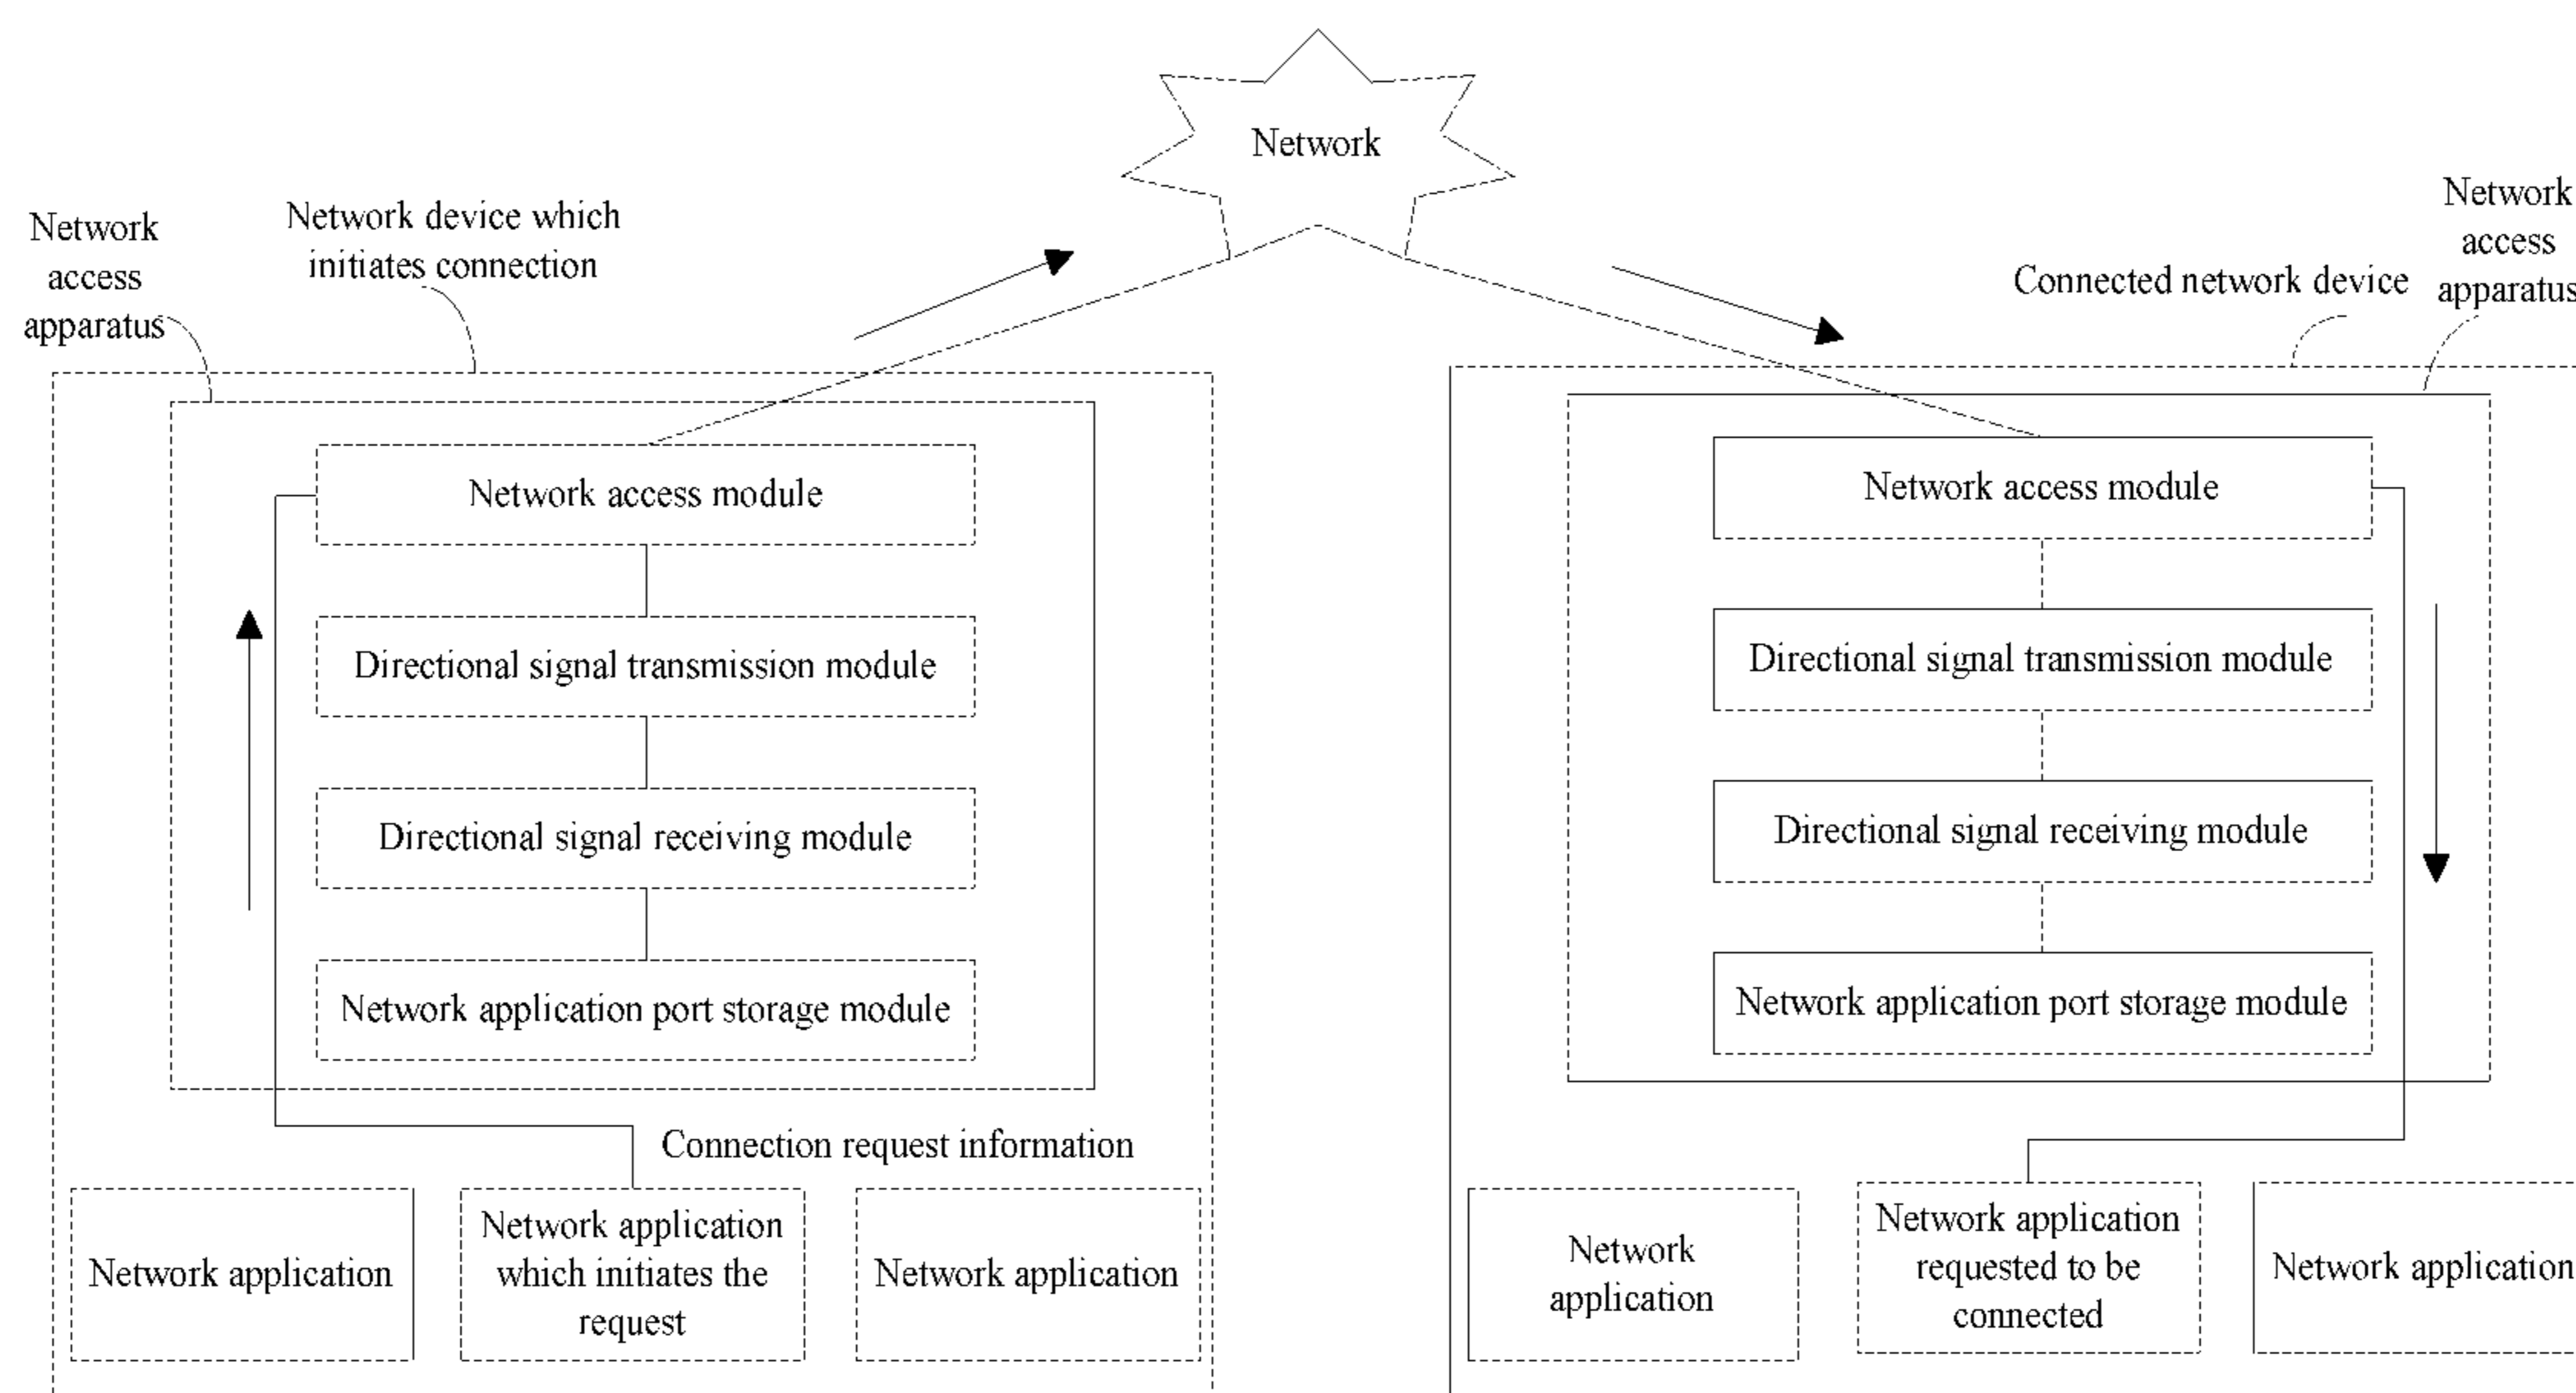 Network
Network
access
apparatus
Network device which
initiates connection
Connected network device
Network
access
apparatus
Network access module
Directional signal transmission module
Directional signal receiving module
Network application port storage module
Connection request information
Network application
Network application
which initiates the
request
Network application
Network access module
Directional signal transmission module
Directional signal receiving module
Network application port storage module
Network
application
Network application
requested to be
connected
Network application